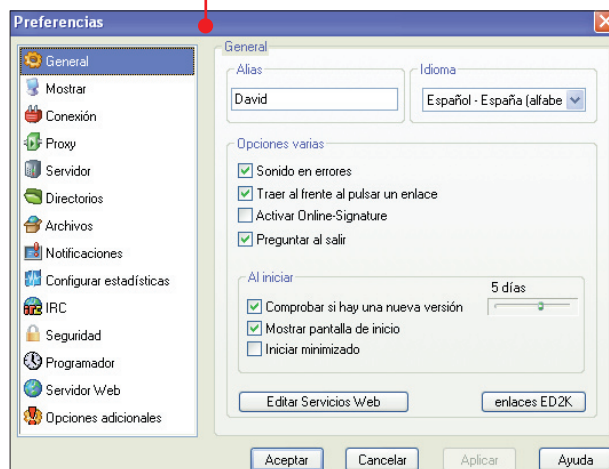 Preferencias
General
Mostrar
Conexión
Proxy
Servidor
Directorios
Archivos
Notificaciones
Configurar estadísticas
IRC
Seguridad
Programador
Servidor Web
Opciones adicionales
General
Alias
David
Idioma
Español - España (alfabe
Opciones varias
Sonido en errores
Traer al frente al pulsar un enlace
Activar Online-Signature
Preguntar al salir
Al iniciar
5 días
Comprobar si hay una nueva versión
Mostrar pantalla de inicio
Iniciar minimizado
Editar Servicios Web
enlaces ED2K
Aceptar
Cancelar
Aplicar
Ayuda